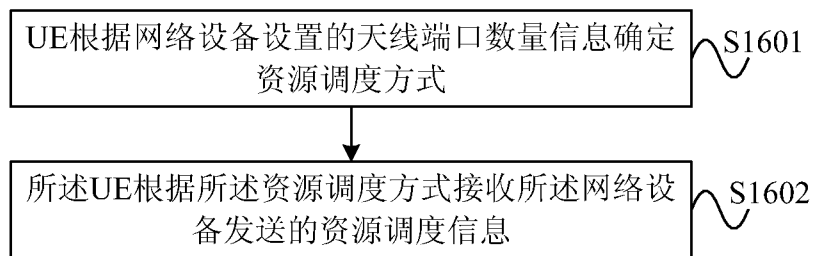 UE根据网络设备设置的天线端口数量信息确定
资源调度方式
S1601
所述UE根据所述资源调度方式接收所述网络设
备发送的资源调度信息
S1602